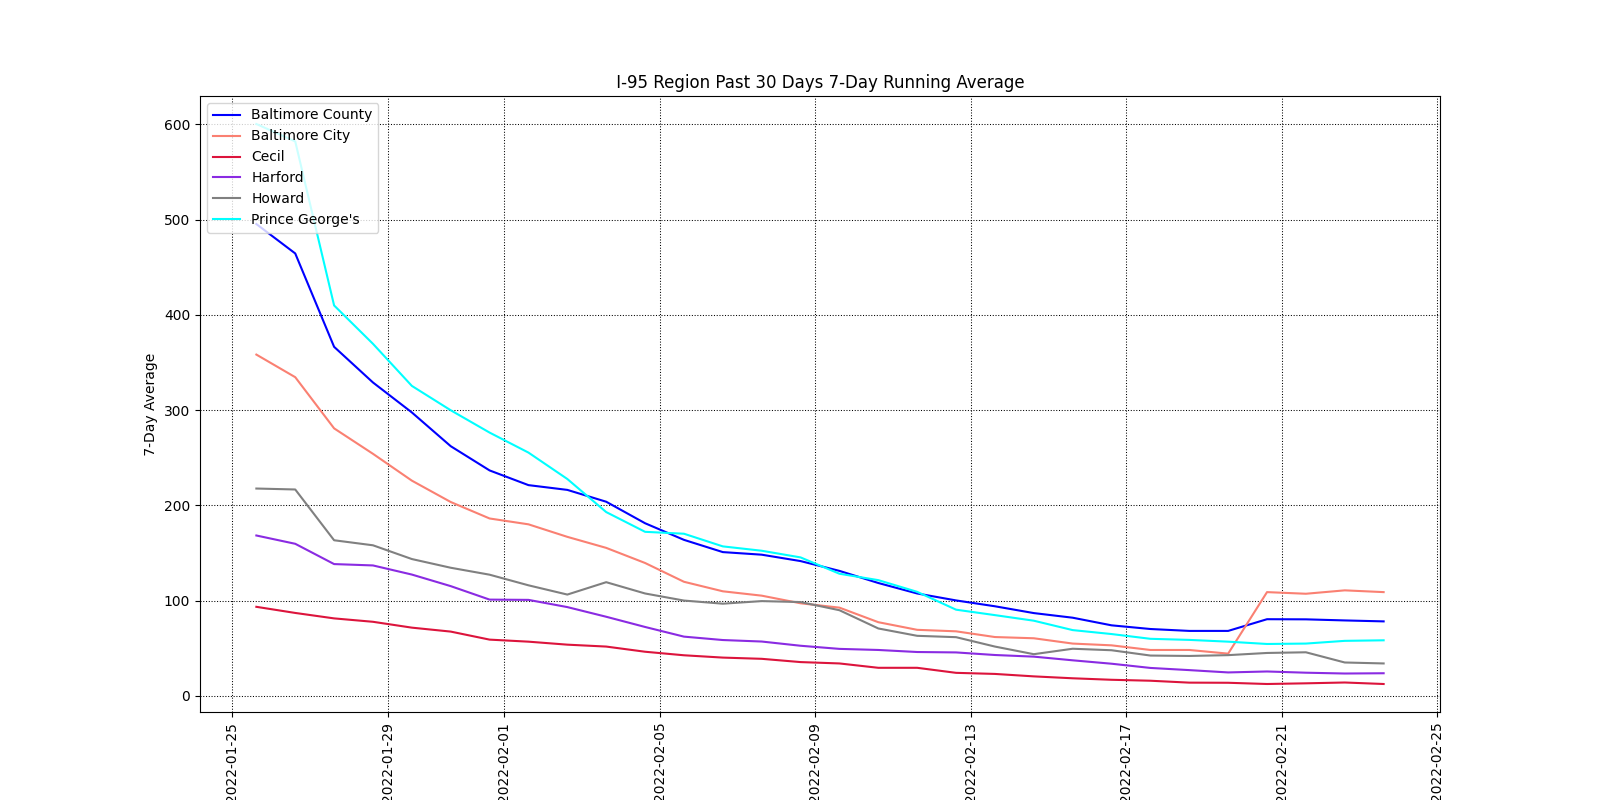 I-95 Region Past 30 Days 7-Day Running Average
Baltimore County
Baltimore City
Cecil
Harford
Howard
Prince George's
7-Day Average
600
500
400
300
200
100
0
2022-01-25
2022-01-29
2022-02-01
2022-02-05
2022-02-09
2022-02-13
2022-02-17
2022-02-21
2022-02-25